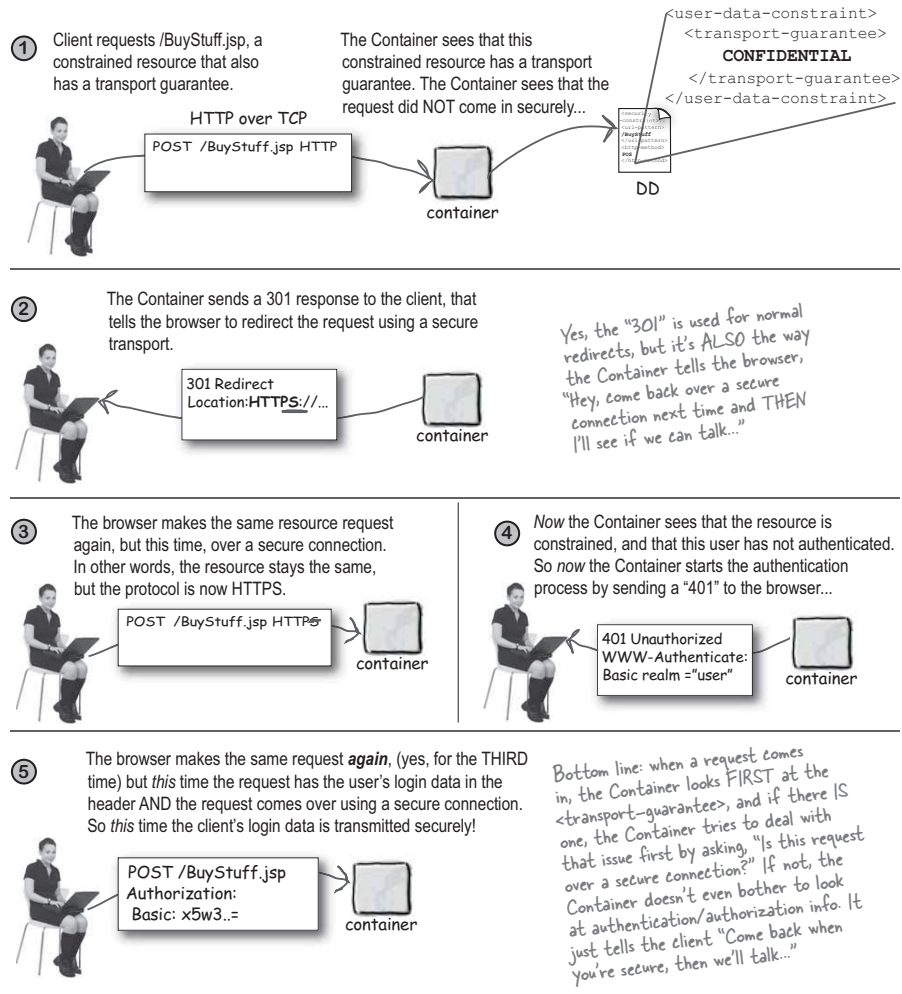 1
Client requests /BuyStuff.jsp, a
constrained resource that also
has a transport guarantee.
The Container sees that this
constrained resource has a transport
guarantee. The Container sees that the
request did NOT come in securely...
<user-data-constraint>
<transport-guarantee>
CONFIDENTIAL
</transport-guarantee>
</user-data-constraint>
HTTP over TCP
POST /BuyStuff.jsp HTTP
container
<security
-constraint>
<url-pattern>
/BuyStuff
</url-pattern>
<http-method>
POS
</http-method>
DD
2
The Container sends a 301 response to the client, that
tells the browser to redirect the request using a secure
transport.
301 Redirect
Location:HTTPS://...
container
Yes, the "301" is used for normal
redirects, but it's ALSO the way
the Container tells the browser,
"Hey, come back over a secure
connection next time and THEN
I'll see if we can talk..."
3
The browser makes the same resource request
again, but this time, over a secure connection.
In other words, the resource stays the same,
but the protocol is now HTTPS.
POST /BuyStuff.jsp HTTPS
container
4
Now the Container sees that the resource is
constrained, and that this user has not authenticated.
So now the Container starts the authentication
process by sending a "401" to the browser...
401 Unauthorized
WWW-Authenticate:
Basic realm ="user"
container
5
The browser makes the same request again, (yes, for the THIRD
time) but this time the request has the user's login data in the
header AND the request comes over using a secure connection.
So this time the client's login data is transmitted securely!
POST /BuyStuff.jsp
Authorization:
Basic: x5w3..=
container
Bottom line: when a request comes
in, the Container looks FIRST at the
<transport-guarantee>, and if there IS
one, the Container tries to deal with
that issue first by asking, "Is this request
over a secure connection?" If not, the
Container doesn't even bother to look
at authentication/authorization info. It
just tells the client "Come back when
you're secure, then we'll talk..."